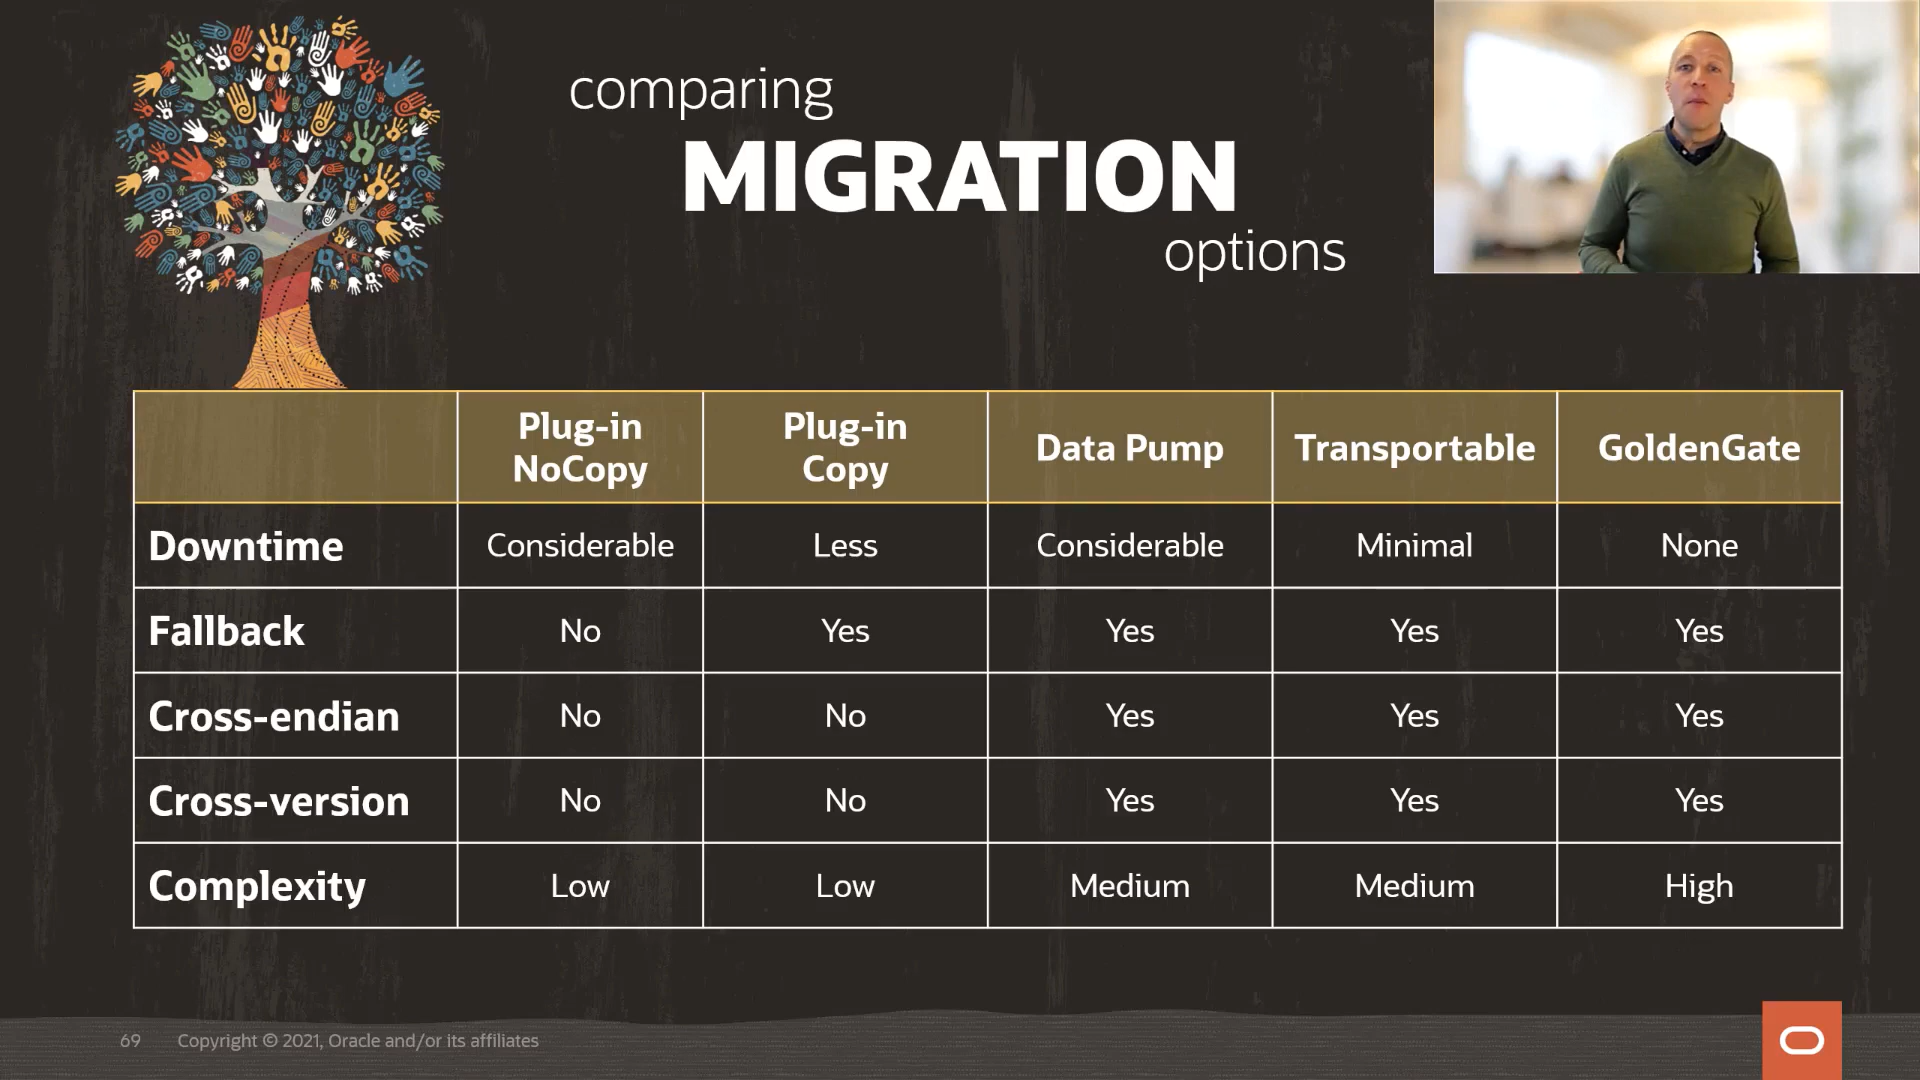 comparing
MIGRATION
options
Plug-in NoCopy Plug-in Copy Data Pump Transportable GoldenGate
Downtime Considerable Less Considerable Minimal None
Fallback No Yes Yes Yes Yes
Cross-endian No No Yes Yes Yes
Cross-version No No Yes Yes Yes
Complexity Low Low Medium Medium High
69 Copyright © 2021, Oracle and/or its affiliates